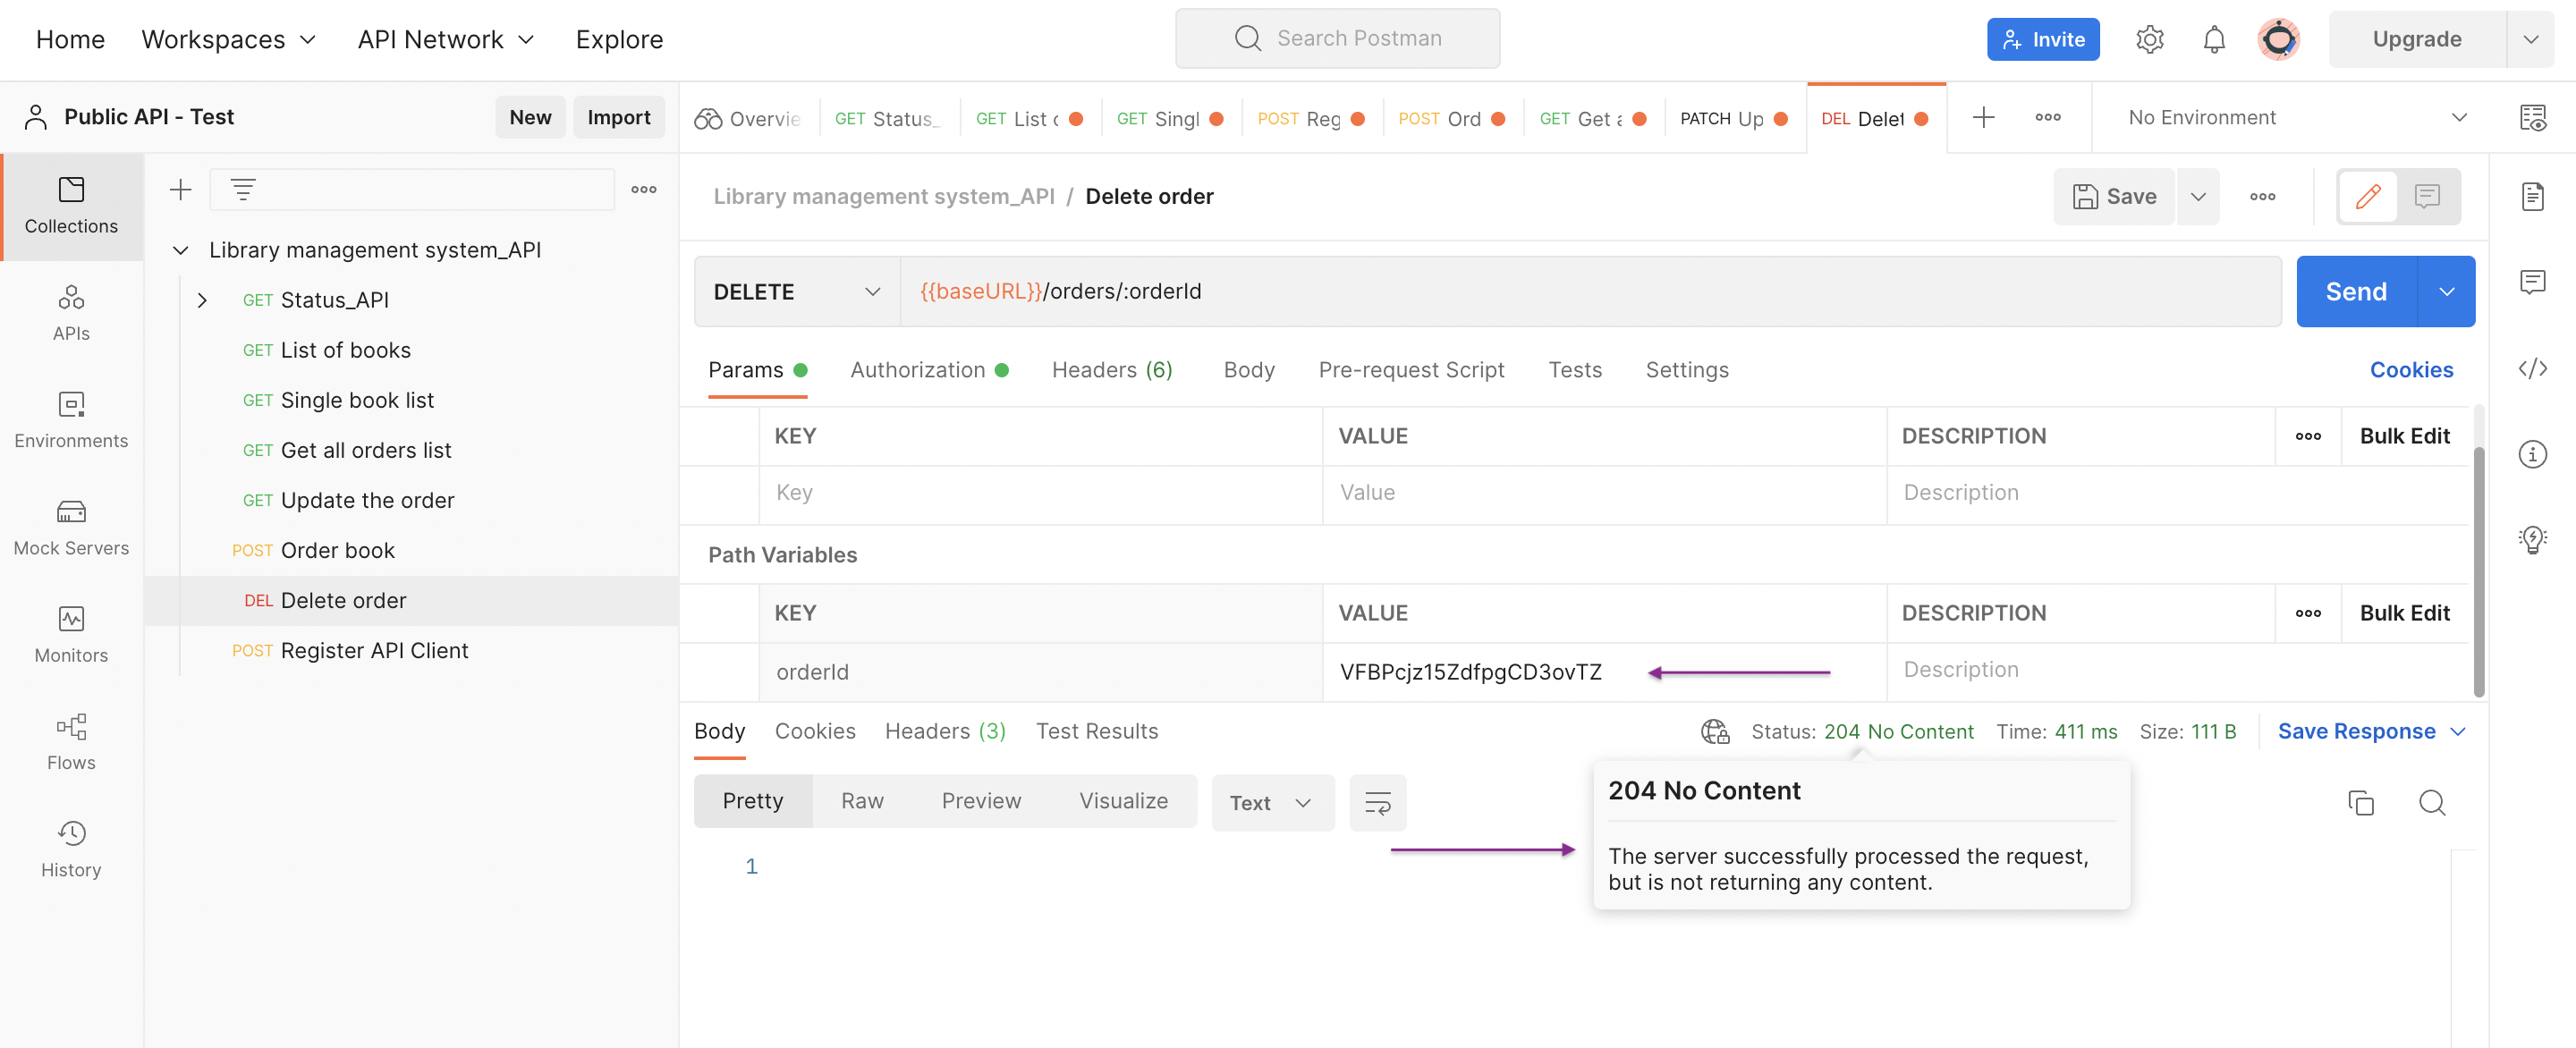 Home Workspaces API Network Explore Search Postman Invite Upgrade
Public API - Test New Import
Overvie GET Status_ GET List o GET Singl POST Reg POST Ord GET Get a PATCH Up DEL Delet No Environment
Collections
APIs
Environments
Mock Servers
Monitors
Flows
History
Library management system_API
GET Status_API
GET List of books
GET Single book list
GET Get all orders list
GET Update the order
POST Order book
DEL Delete order
POST Register API Client
Library management system_API / Delete order Save
DELETE {{baseURL}}/orders/:orderId Send
Params Authorization Headers (6) Body Pre-request Script Tests Settings Cookies
KEY VALUE DESCRIPTION Bulk Edit
Key Value Description
Path Variables
KEY VALUE DESCRIPTION Bulk Edit
orderId VFBPcjz15ZdfpgCD3ovTZ Description
Body Cookies Headers (3) Test Results Status: 204 No Content Time: 411 ms Size: 111 B Save Response
Pretty Raw Preview Visualize Text
1
204 No Content
The server successfully processed the request,
but is not returning any content.